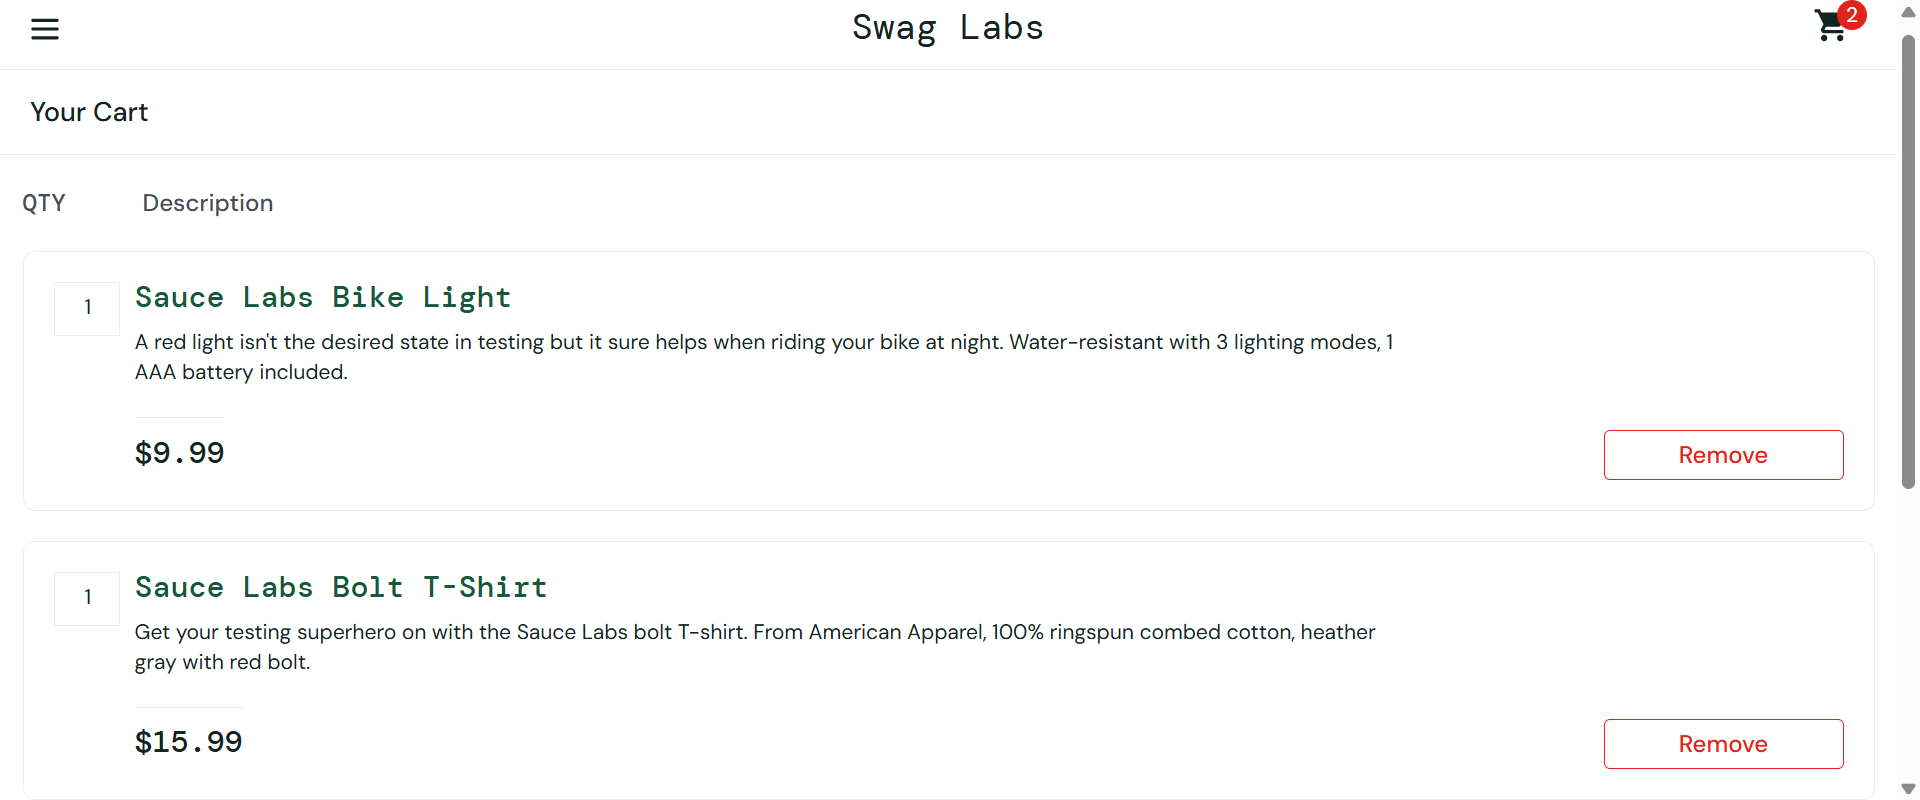 Swag Labs
2
Your Cart
QTY
Description
1
Sauce Labs Bike Light
A red light isn't the desired state in testing but it sure helps when riding your bike at night. Water-resistant with 3 lighting modes, 1
AAA battery included.
$9.99
Remove
1
Sauce Labs Bolt T-Shirt
Get your testing superhero on with the Sauce Labs bolt T-shirt. From American Apparel, 100% ringspun combed cotton, heather
gray with red bolt.
$15.99
Remove